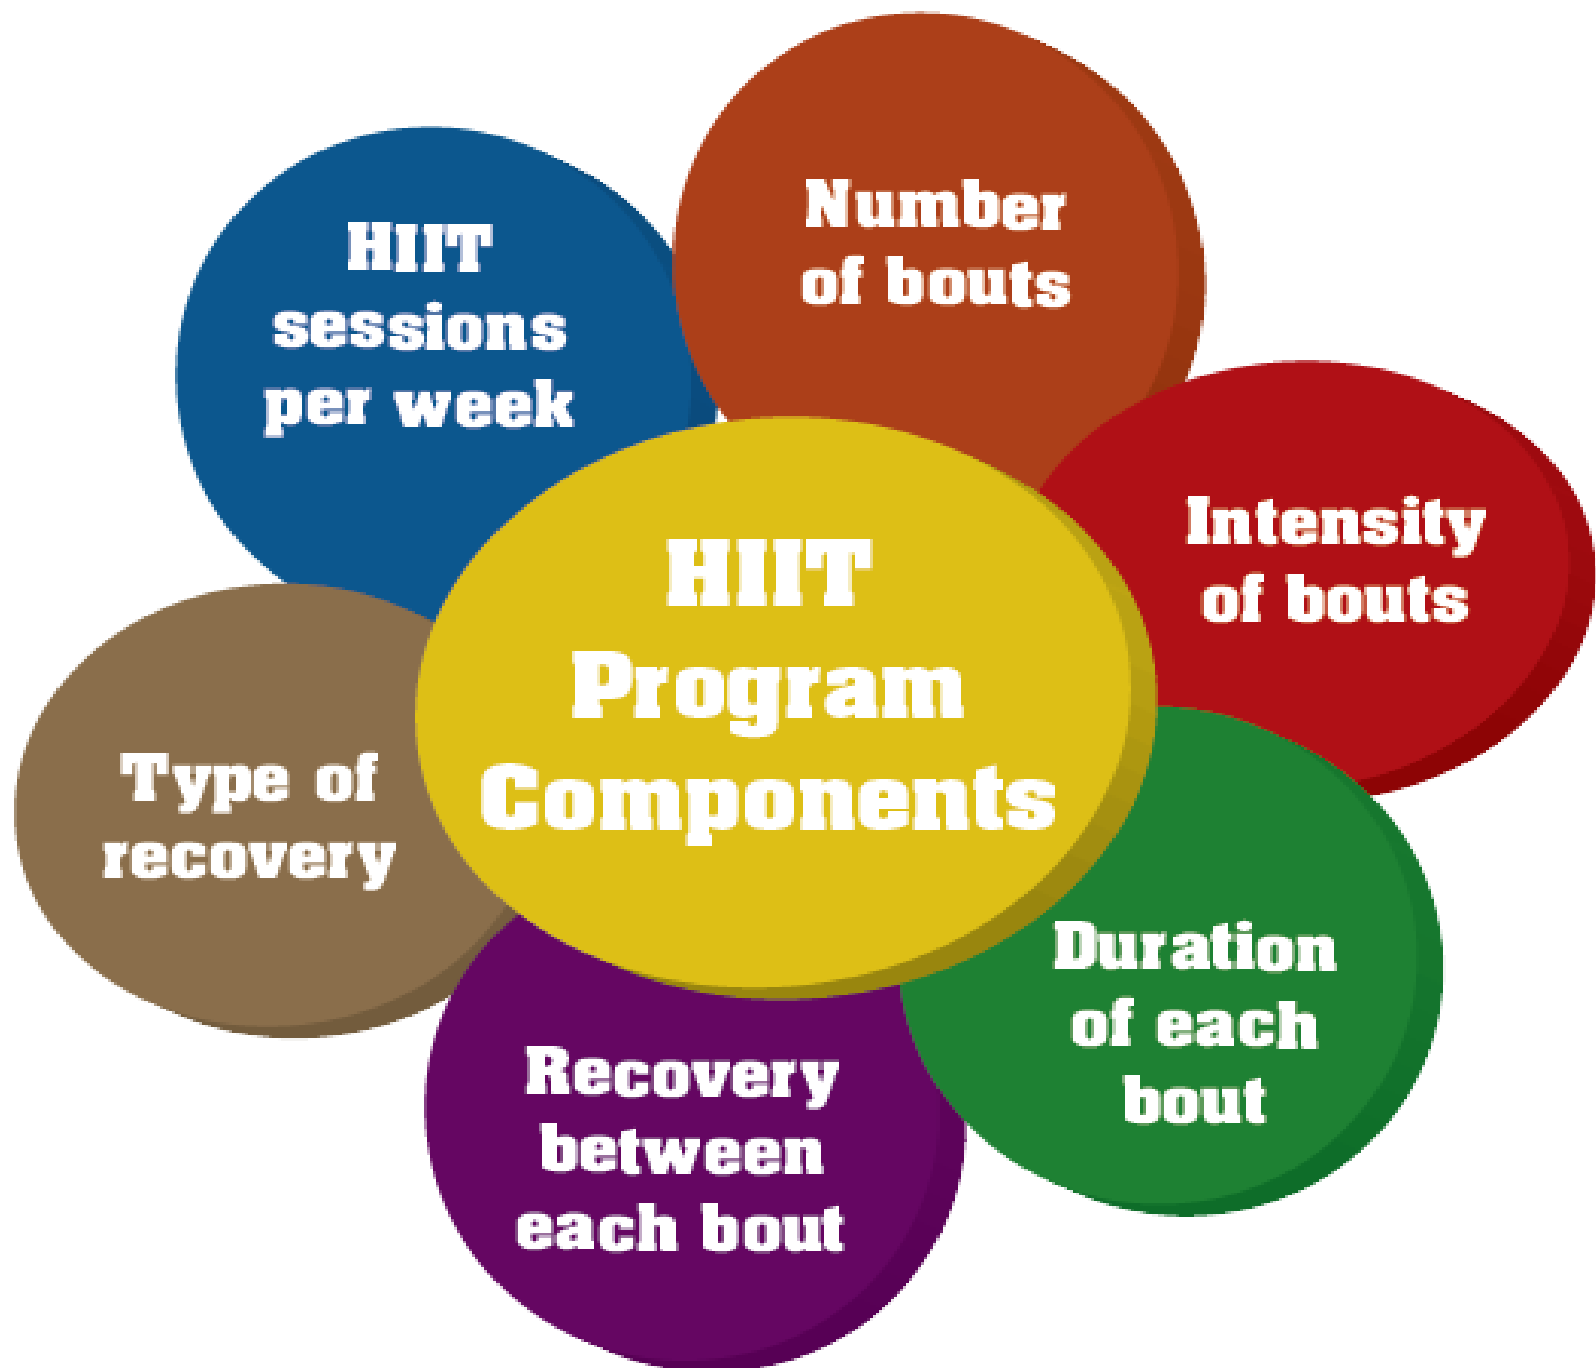 HIIT
sessions
per week
Number
of bouts
Intensity
of bouts
HIIT
Program
Components
Type of
recovery
Duration
of each
bout
Recovery
between
each bout